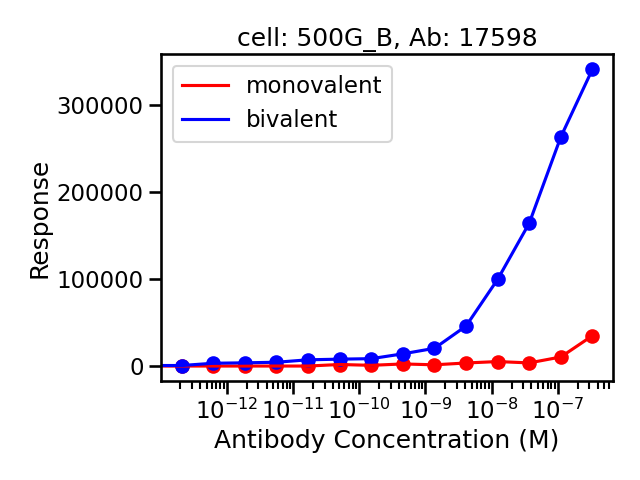 cell: 500G_B, Ab: 17598
monovalent
bivalent
Response
300000
200000
100000
0
10⁻¹² 10⁻¹¹ 10⁻¹⁰ 10⁻⁹ 10⁻⁸ 10⁻⁷
Antibody Concentration (M)